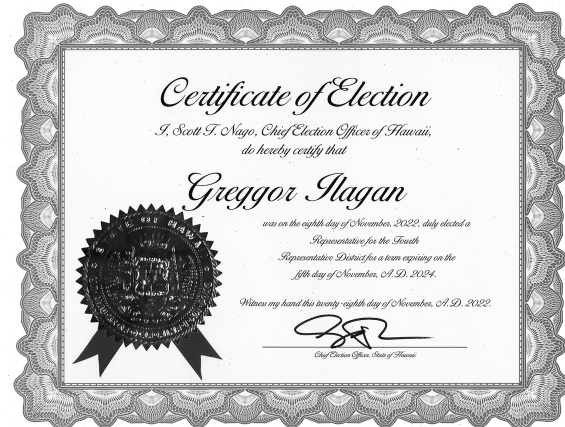 Certificate of Election
I, Scott T. Nago, Chief Election Officer of Hawaii,
do hereby certify that
Greggor Ilagan
was on the eighth day of November, 2022, duly elected a
Representative for the Fourth
Representative District for a term expiring on the
fifth day of November, A.D. 2024.
Witness my hand this twenty-eighth day of November, A.D. 2022.
Chief Election Officer, State of Hawaii